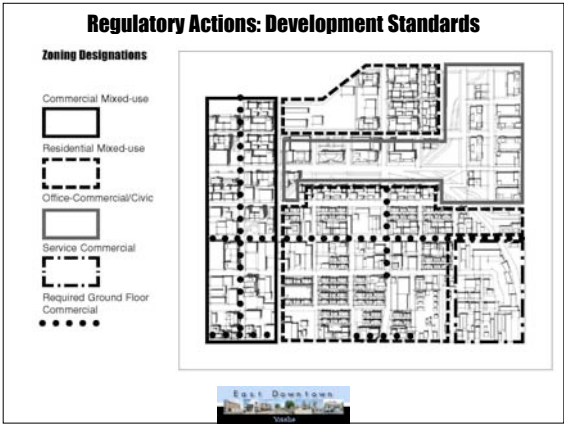 Regulatory Actions: Development Standards
Zoning Designations
Commercial Mixed-use
Residential Mixed-use
Office-Commercial/Civic
Service Commercial
Required Ground Floor
Commercial
East Downtown